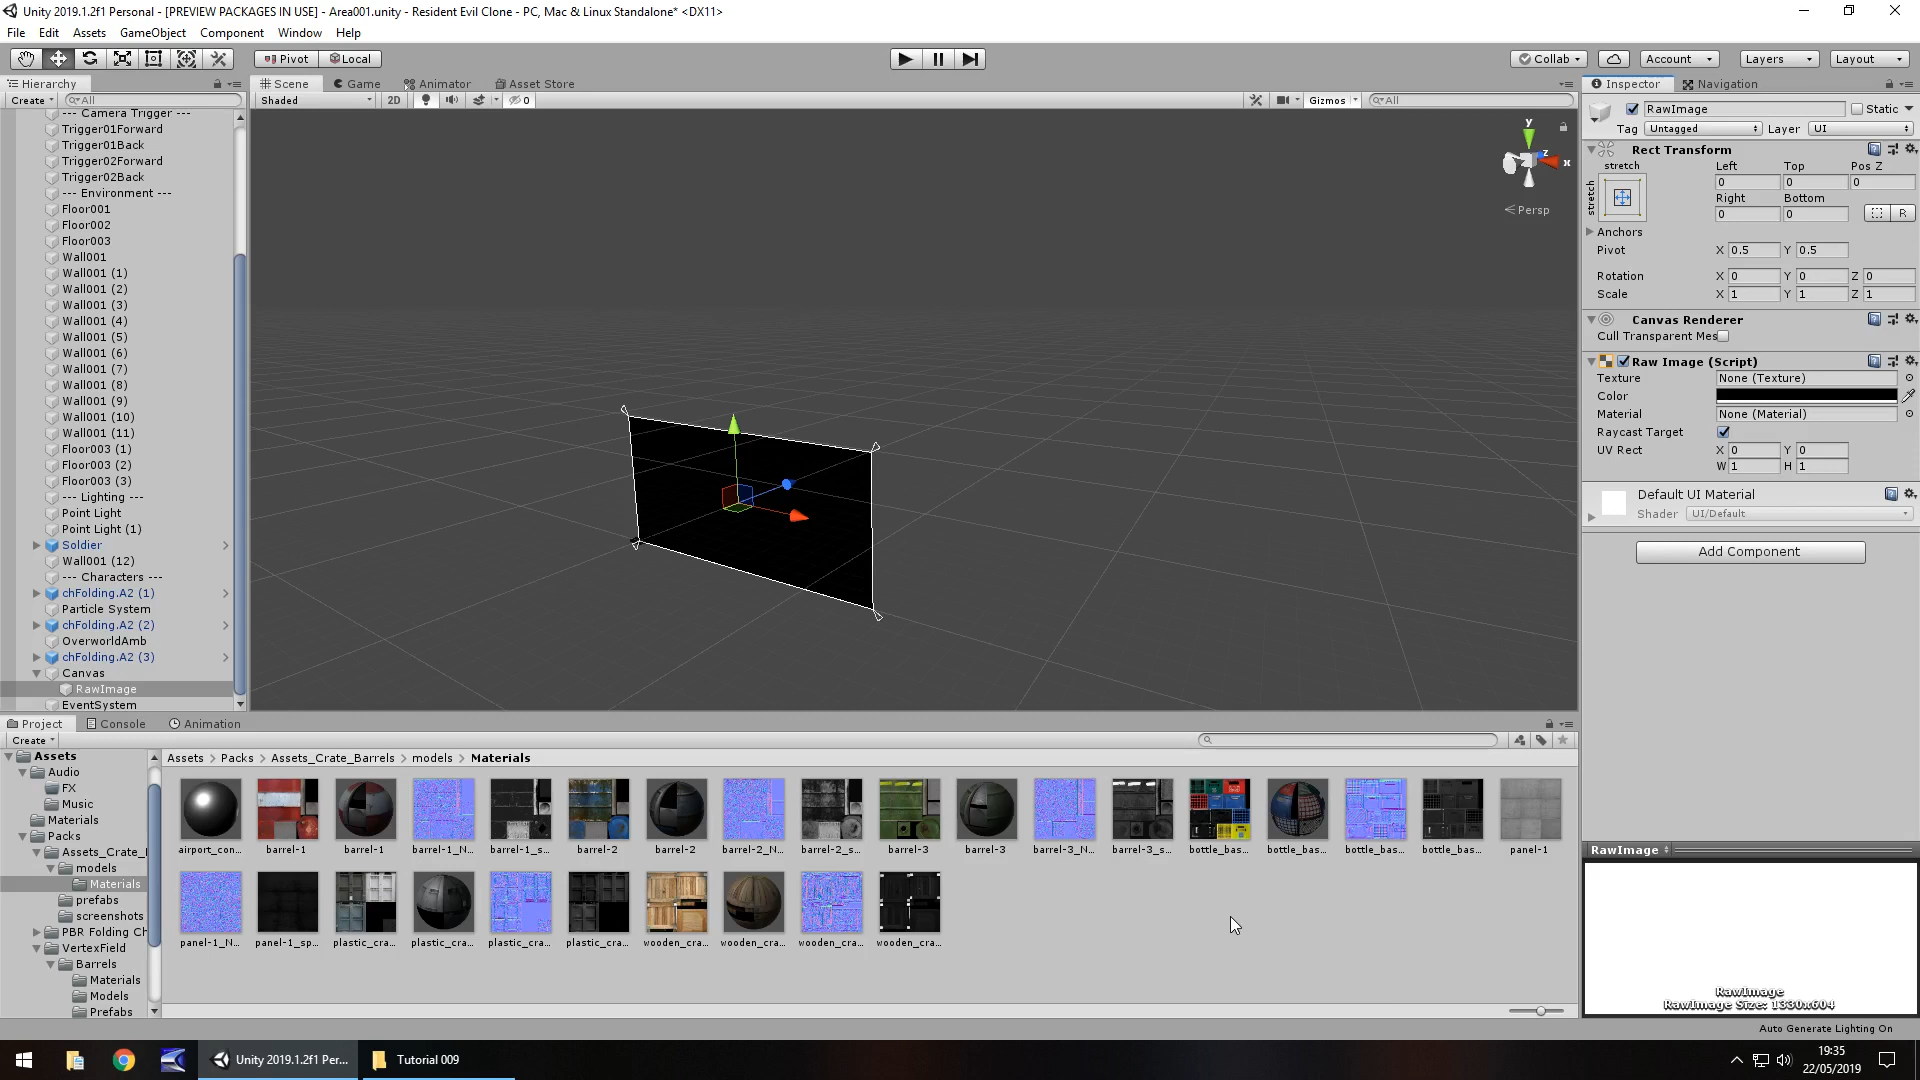 Unity 2019.1.2f1 Personal - [PREVIEW PACKAGES IN USE] - Area001.unity - Resident Evil Clone - PC, Mac & Linux Standalone* <DX11>
File Edit Assets GameObject Component Window Help
Pivot Local Collab Account Layers Layout
Hierarchy Scene Game Animator Asset Store Inspector Navigation
Create All Shaded 2D 0 Gizmos All
--- Camera Trigger ---
Trigger01Forward
Trigger01Back
Trigger02Forward
Trigger02Back
--- Environment ---
Floor001
Floor002
Floor003
Wall001
Wall001 (1)
Wall001 (2)
Wall001 (3)
Wall001 (4)
Wall001 (5)
Wall001 (6)
Wall001 (7)
Wall001 (8)
Wall001 (9)
Wall001 (10)
Wall001 (11)
Floor003 (1)
Floor003 (2)
Floor003 (3)
--- Lighting ---
Point Light
Point Light (1)
Soldier
Wall001 (12)
--- Characters ---
chFolding.A2 (1)
Particle System
chFolding.A2 (2)
OverworldAmb
chFolding.A2 (3)
Canvas
RawImage
EventSystem
y
z
x
Persp
RawImage Static
Tag Untagged Layer UI
Rect Transform
stretch Left Top Pos Z
stretch
0 0 0
Right Bottom
0 0 R
Anchors
Pivot X 0.5 Y 0.5
Rotation X 0 Y 0 Z 0
Scale X 1 Y 1 Z 1
Canvas Renderer
Cull Transparent Mes
Raw Image (Script)
Texture None (Texture)
Color
Material None (Material)
Raycast Target
UV Rect X 0 Y 0
W 1 H 1
Default UI Material
Shader UI/Default
Add Component
Project Console Animation
Create
Assets
Audio
FX
Music
Materials
Packs
Assets_Crate_
models
Materials
prefabs
screenshots
PBR Folding Ch
VertexField
Barrels
Materials
Models
Prefabs
Assets > Packs > Assets_Crate_Barrels > models > Materials
airport_con... barrel-1 barrel-1 barrel-1_N... barrel-1_s... barrel-2 barrel-2 barrel-2_N... barrel-2_s... barrel-3 barrel-3 barrel-3_N... barrel-3_s... bottle_bas... bottle_bas... bottle_bas... bottle_bas... panel-1
panel-1_N... panel-1_sp... plastic_cra... plastic_cra... plastic_cra... plastic_cra... wooden_cra... wooden_cra... wooden_cra... wooden_cra...
RawImage
RawImage
RawImage Size: 1330x604
Auto Generate Lighting On
Unity 2019.1.2f1 Per... Tutorial 009
19:35
22/05/2019